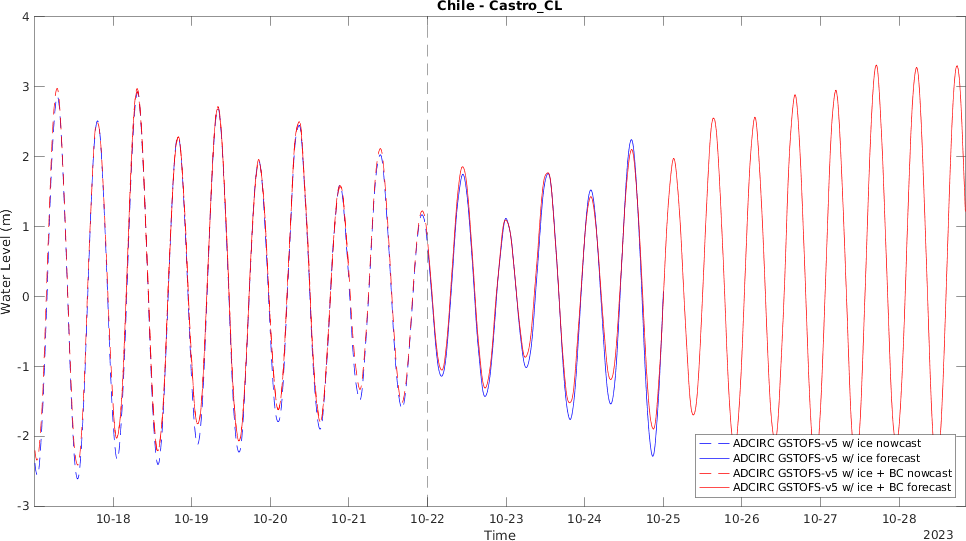 Chile - Castro_CL
4
3
2
1
0
-1
-2
-3
Water Level (m)
10-18
10-19
10-20
10-21
10-22
10-23
10-24
10-25
10-26
10-27
10-28
Time
2023
ADCIRC GSTOFS-v5 w/ ice nowcast
ADCIRC GSTOFS-v5 w/ ice forecast
ADCIRC GSTOFS-v5 w/ ice + BC nowcast
ADCIRC GSTOFS-v5 w/ ice + BC forecast